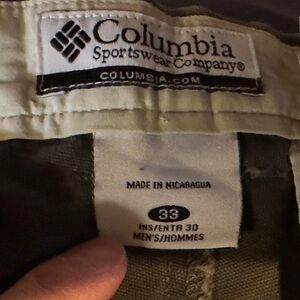 Columbia
Sportswear Company®
COLUMBIA.COM
MADE IN NICARAGUA
33
INS/ENTR 30
MEN'S/HOMMES